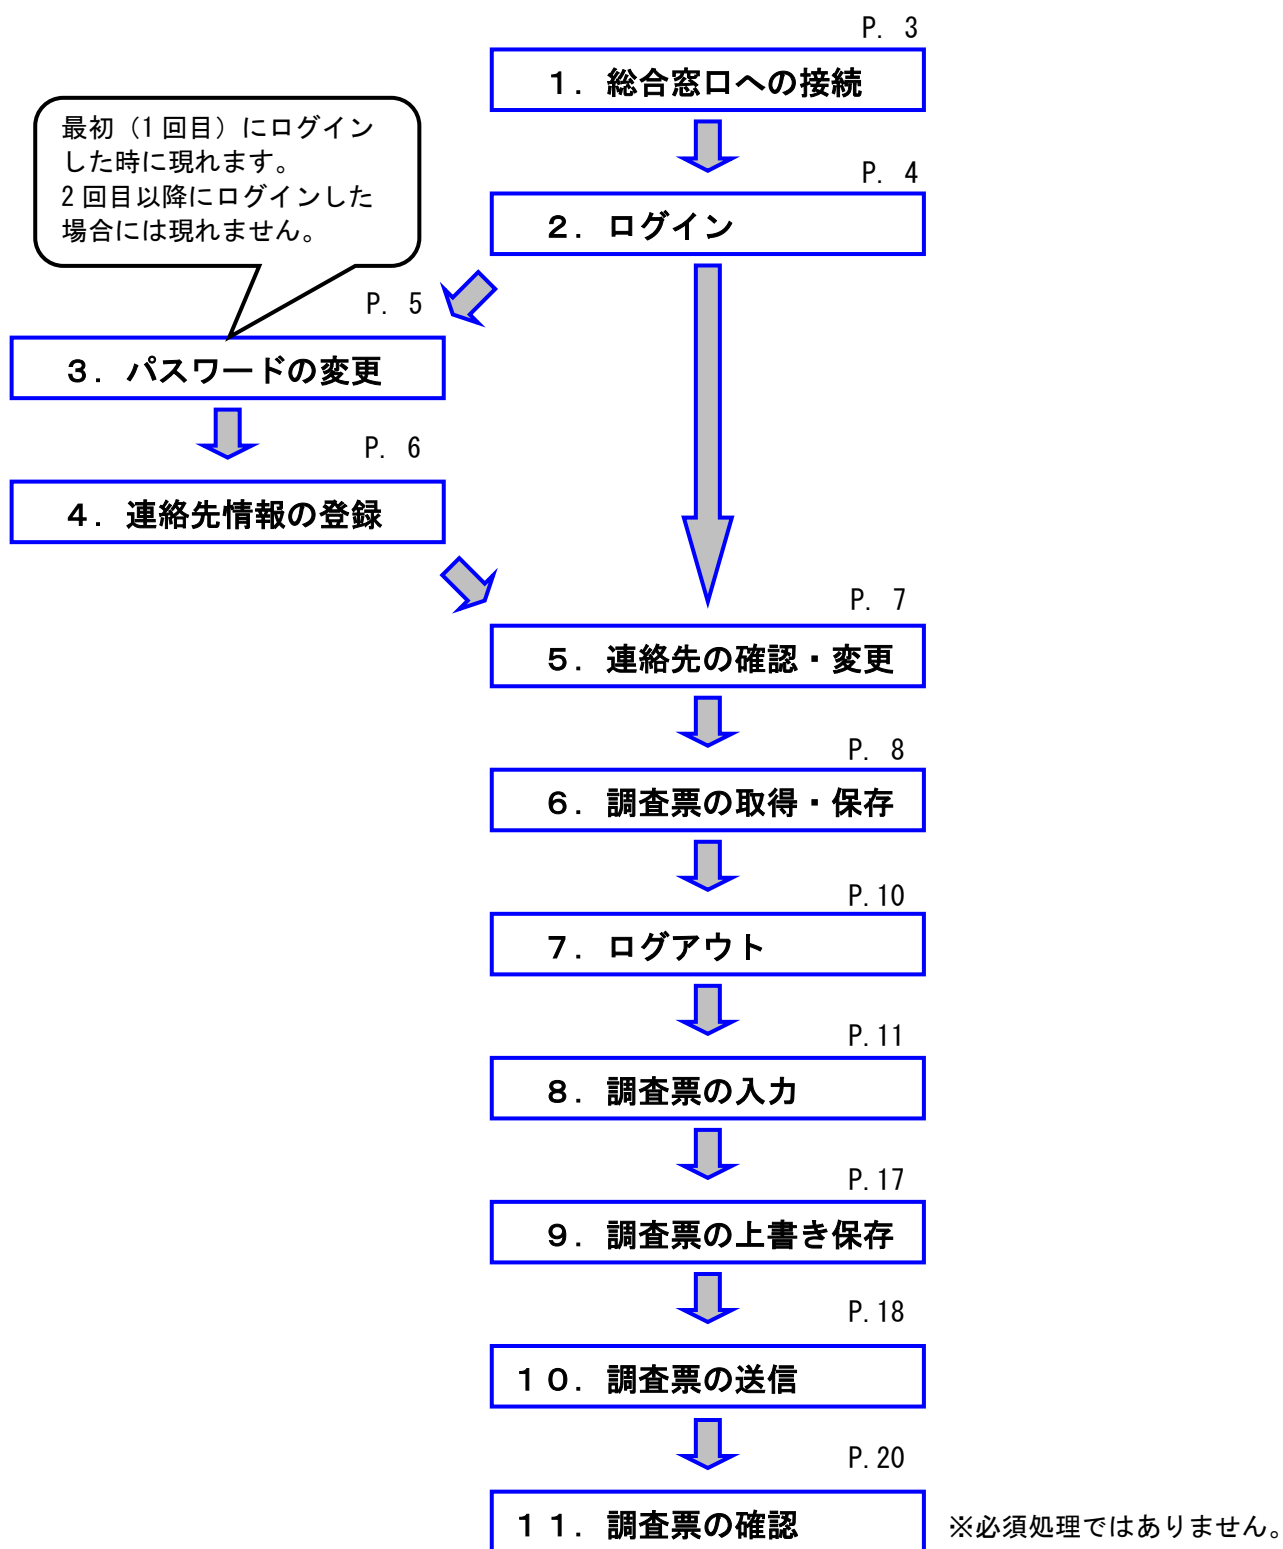 P. 3
１．総合窓口への接続
最初（1回目）にログイン
した時に現れます。
2回目以降にログインした
場合には現れません。
P. 4
２．ログイン
P. 5
３．パスワードの変更
P. 6
４．連絡先情報の登録
P. 7
５．連絡先の確認・変更
P. 8
６．調査票の取得・保存
P.10
７．ログアウト
P.11
８．調査票の入力
P.17
９．調査票の上書き保存
P.18
１０．調査票の送信
P.20
１１．調査票の確認
※必須処理ではありません。